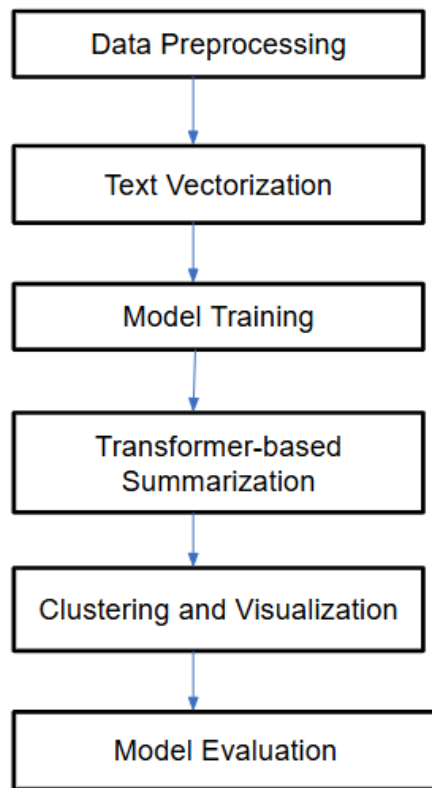 Data Preprocessing
Text Vectorization
Model Training
Transformer-based
Summarization
Clustering and Visualization
Model Evaluation